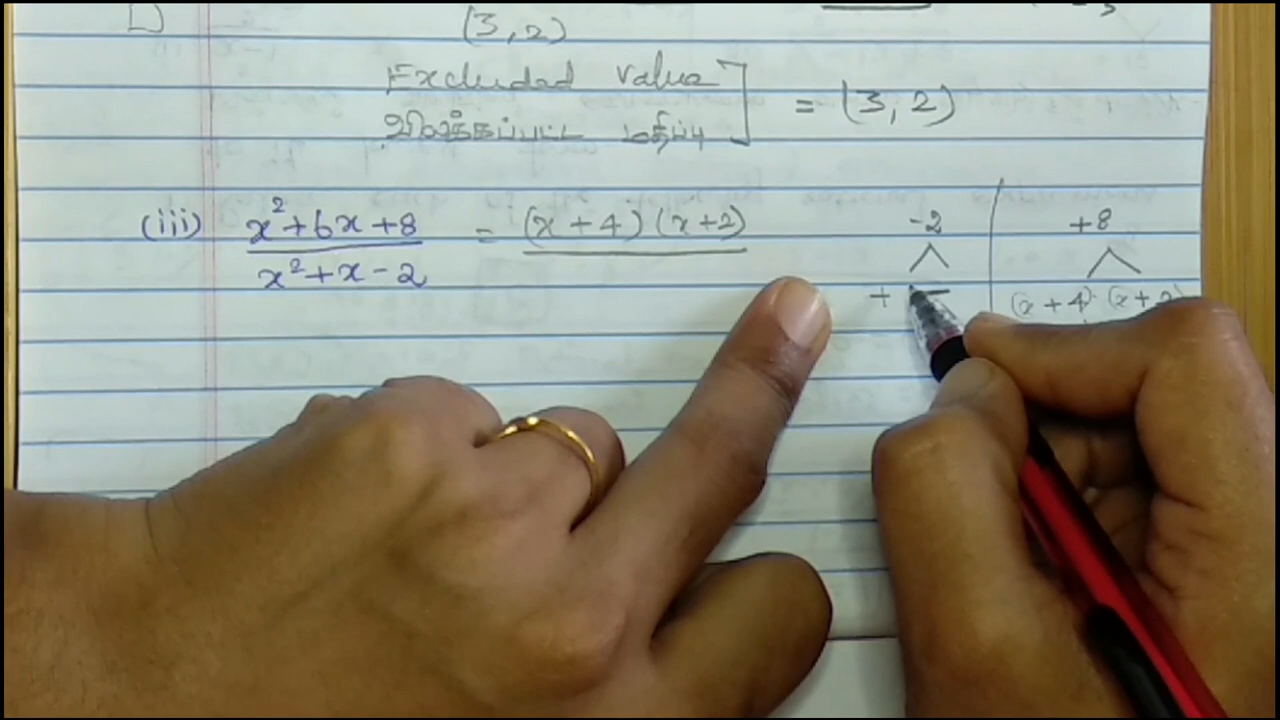 (3,2)
Excluded value
விலக்கப்பட்ட மதிப்பு
= (3,2)
(iii) x²+6x+8 / x²+x-2 = (x+4)(x+2)
-2
+ -
+8
(x+4) (x+2)